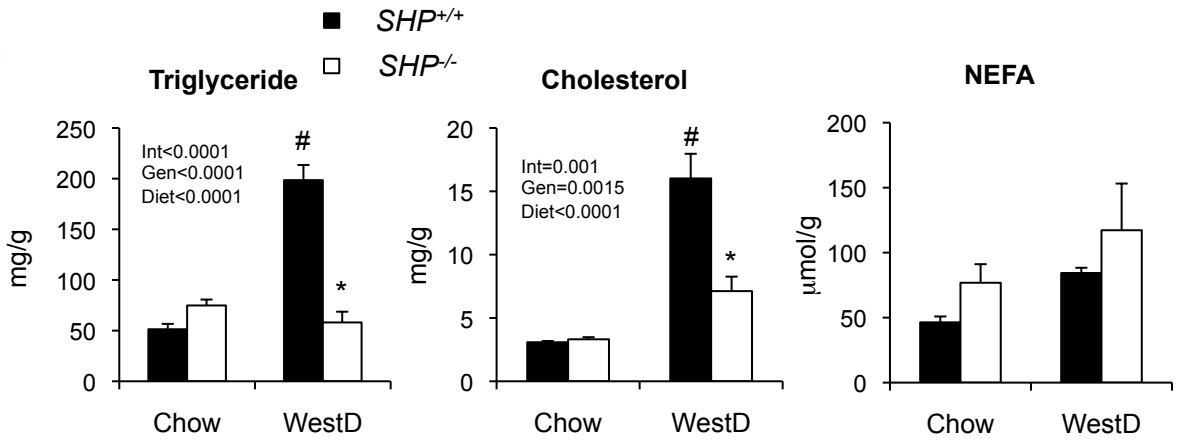 SHP+/+
SHP-/-
Triglyceride
250
200
150
100
50
0
mg/g
Int<0.0001
Gen<0.0001
Diet<0.0001
#
*
Chow WestD
Cholesterol
20
15
10
5
0
mg/g
Int=0.001
Gen=0.0015
Diet<0.0001
#
*
Chow WestD
NEFA
200
150
100
50
0
μmol/g
Chow WestD